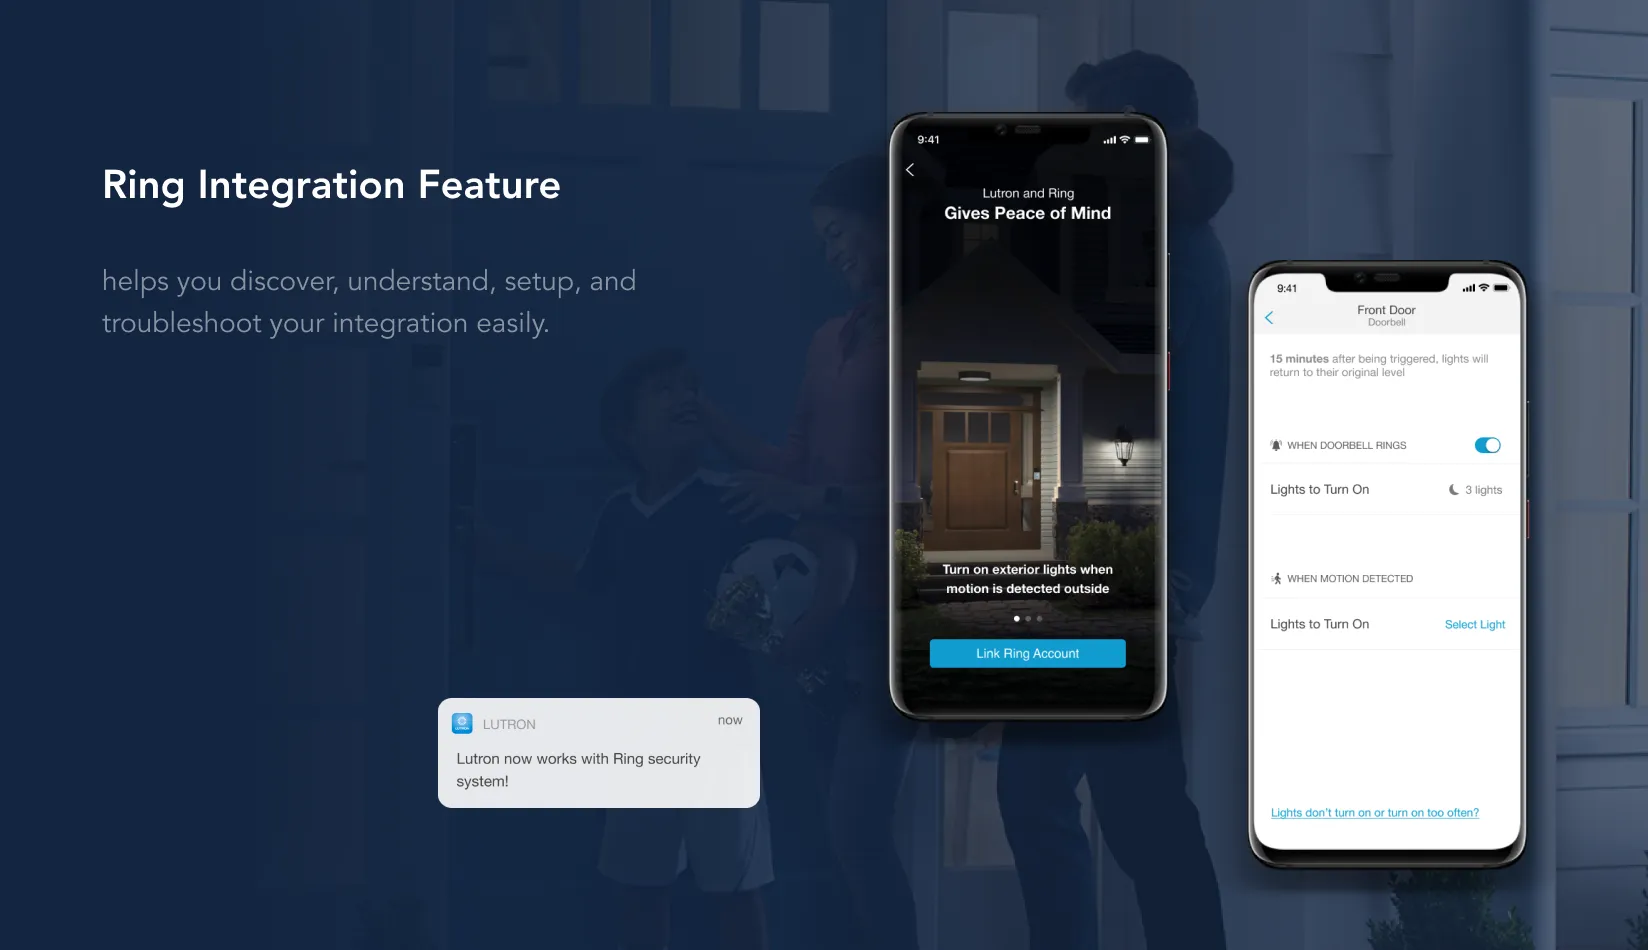 Ring Integration Feature
helps you discover, understand, setup, and
troubleshoot your integration easily.
LUTRON
now
Lutron now works with Ring security
system!
9:41
Lutron and Ring
Gives Peace of Mind
Turn on exterior lights when
motion is detected outside
Link Ring Account
9:41
Front Door
Doorbell
15 minutes after being triggered, lights will
return to their original level
WHEN DOORBELL RINGS
Lights to Turn On
3 lights
WHEN MOTION DETECTED
Lights to Turn On
Select Light
Lights don't turn on or turn on too often?